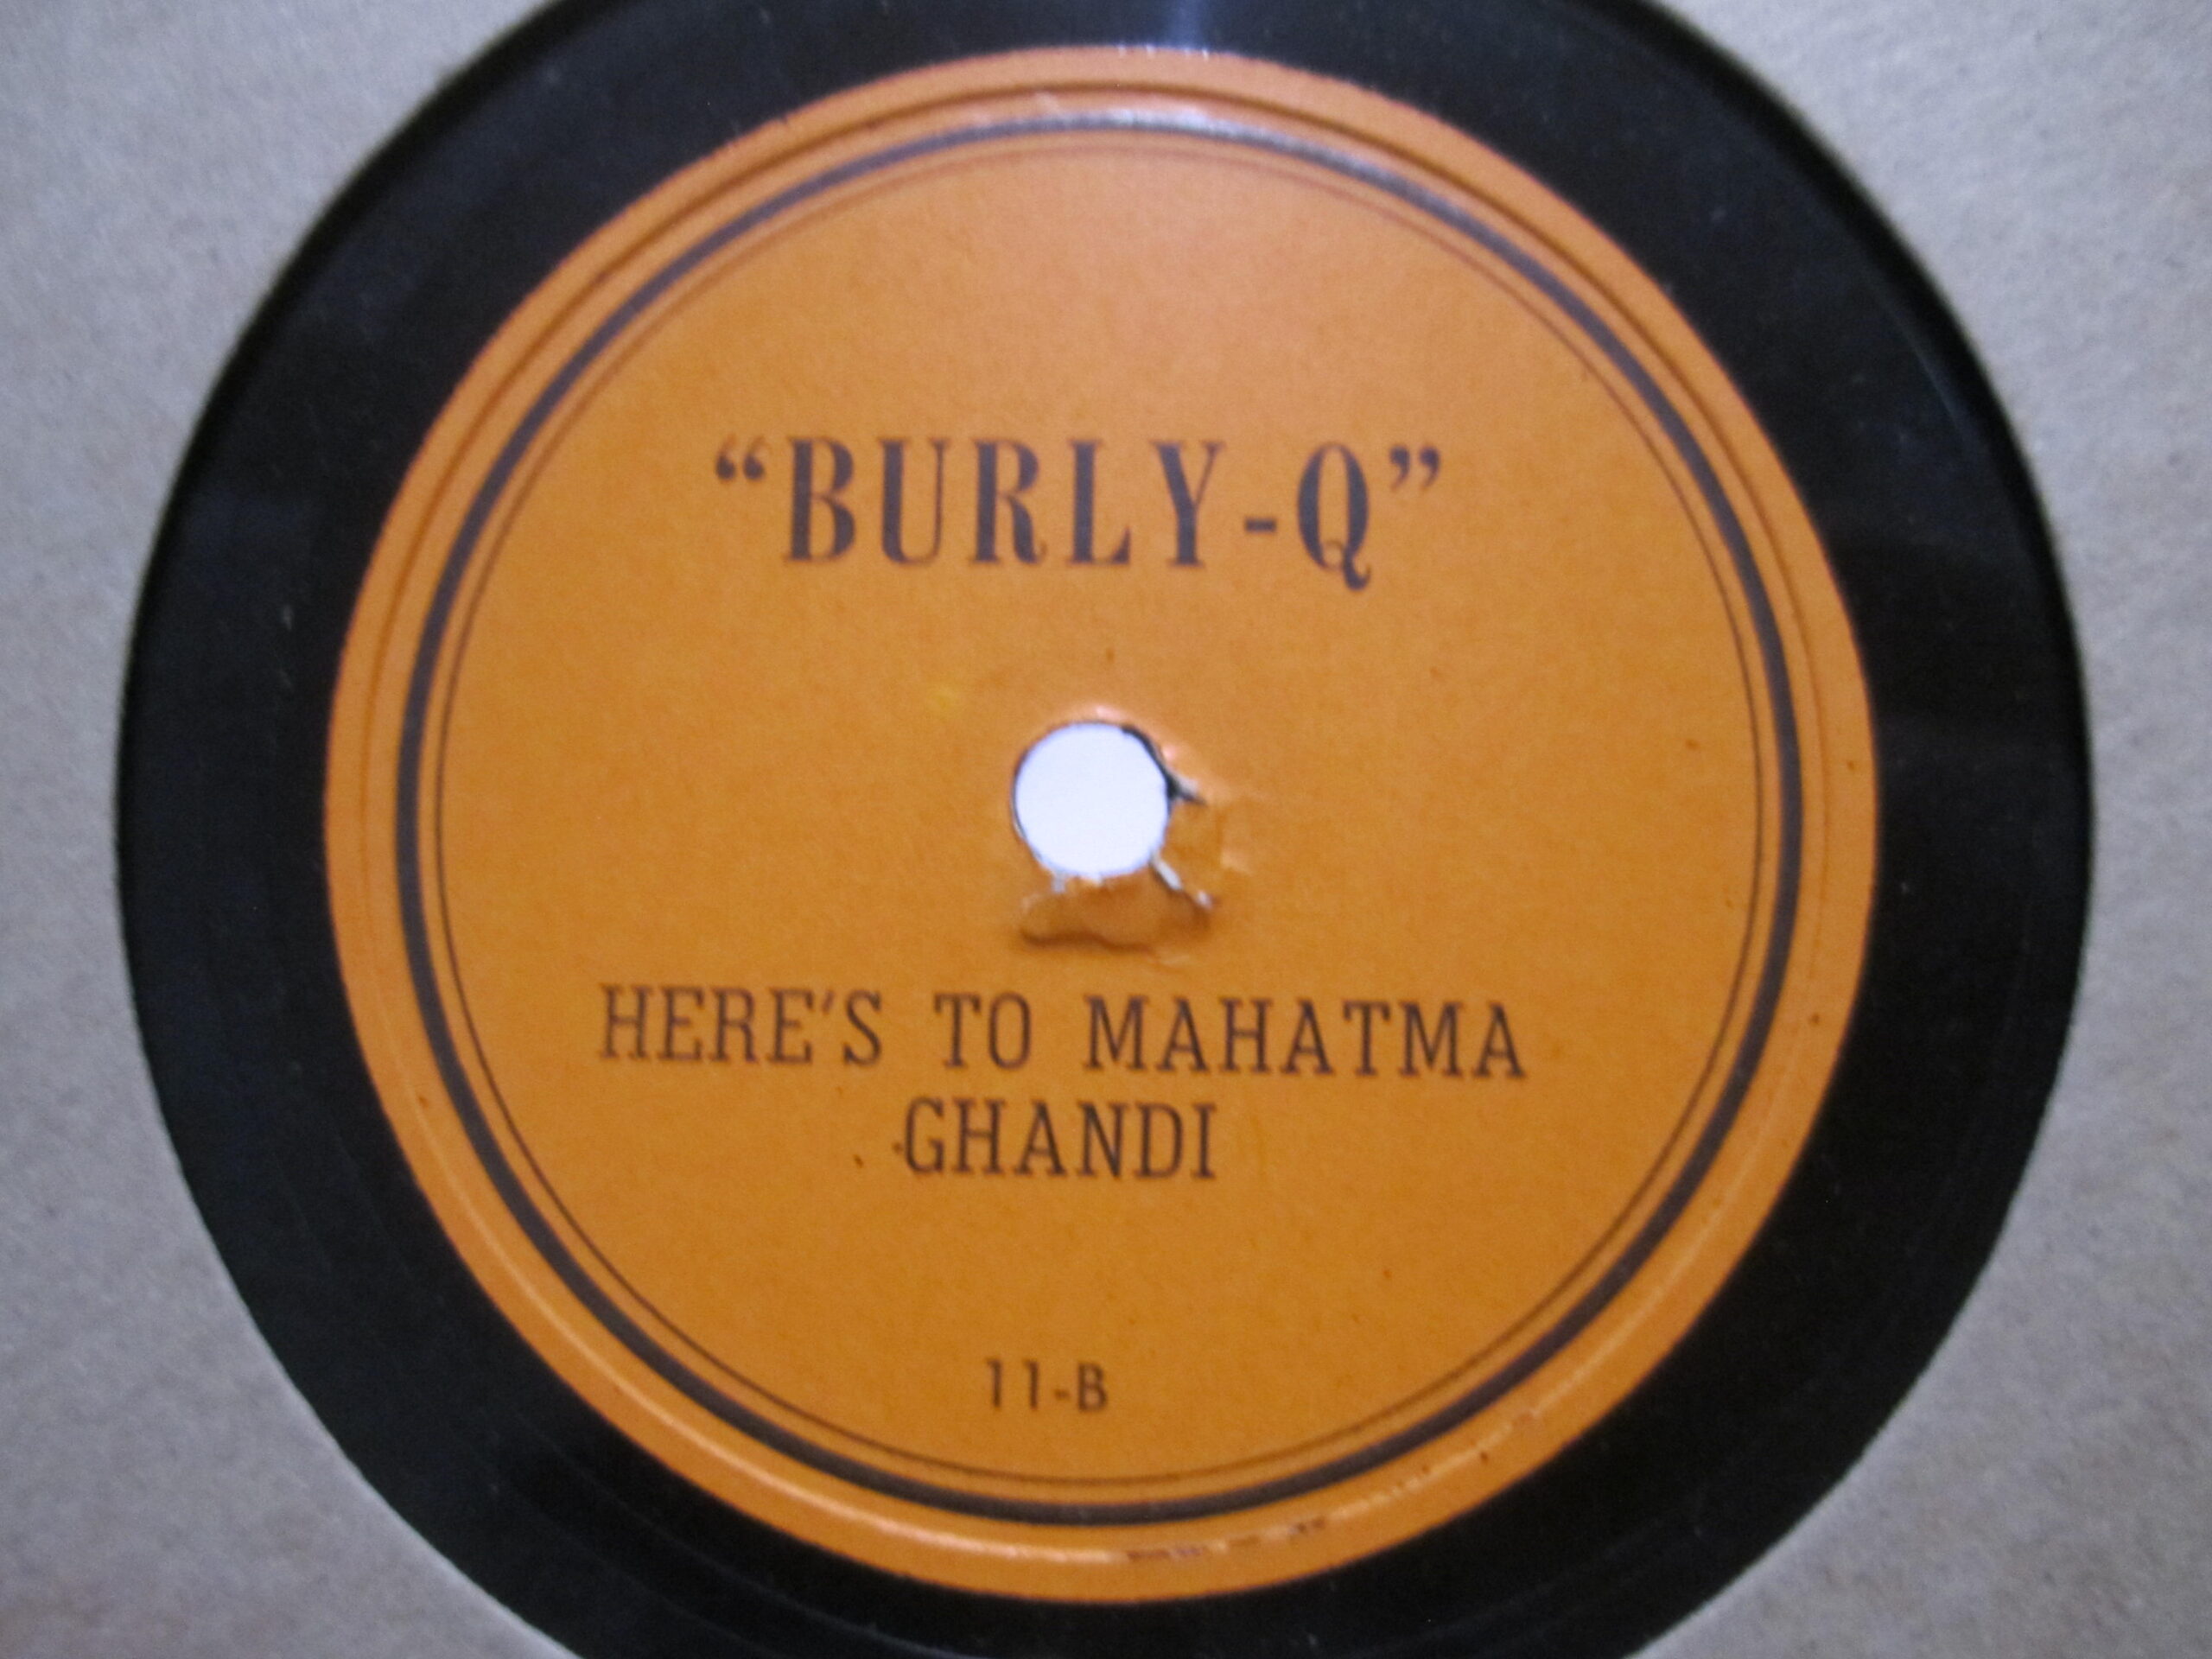 “BURLY-Q”
HERE'S TO MAHATMA
GHANDI
11-B